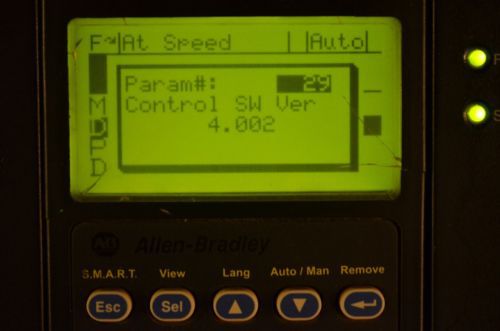 F At Speed Auto
Param#: 29
M Control SW Ver
D 4.002
P
D
AB Allen-Bradley
S.M.A.R.T. View Lang Auto / Man Remove
Esc Sel